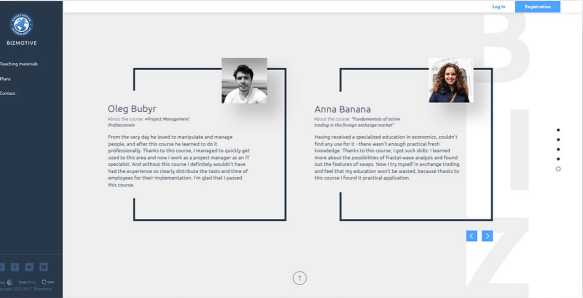 Log In
Registration
BIZMOTIVE
Teaching materials
Plans
Contact
Oleg Bubyr
About the course: «Project Management
Professional»
From the very day he loved to manipulate and manage
people, and after this course he learned to do it
professionally. Thanks to this course, I managed to quickly get
used to this area and now I work as a project manager as an IT
specialist. And without this course I definitely wouldn't have
had the experience so clearly distribute the tasks and time of
employees for their implementation. I'm glad that I passed
this course.
Anna Banana
About the course: "Fundamentals of active
trading in the foreign exchange market"
Having received a specialized education in economics, couldn't
find any use for it - there wasn't enough practical fresh
knowledge. Thanks to this course, I got such skills: I learned
more about the possibilities of fractal-wave analysis and found
out the features of swaps. Now I try myself in exchange trading
and feel that my education won't be wasted, because thanks to
this course I found it practical application.
B
I
Z